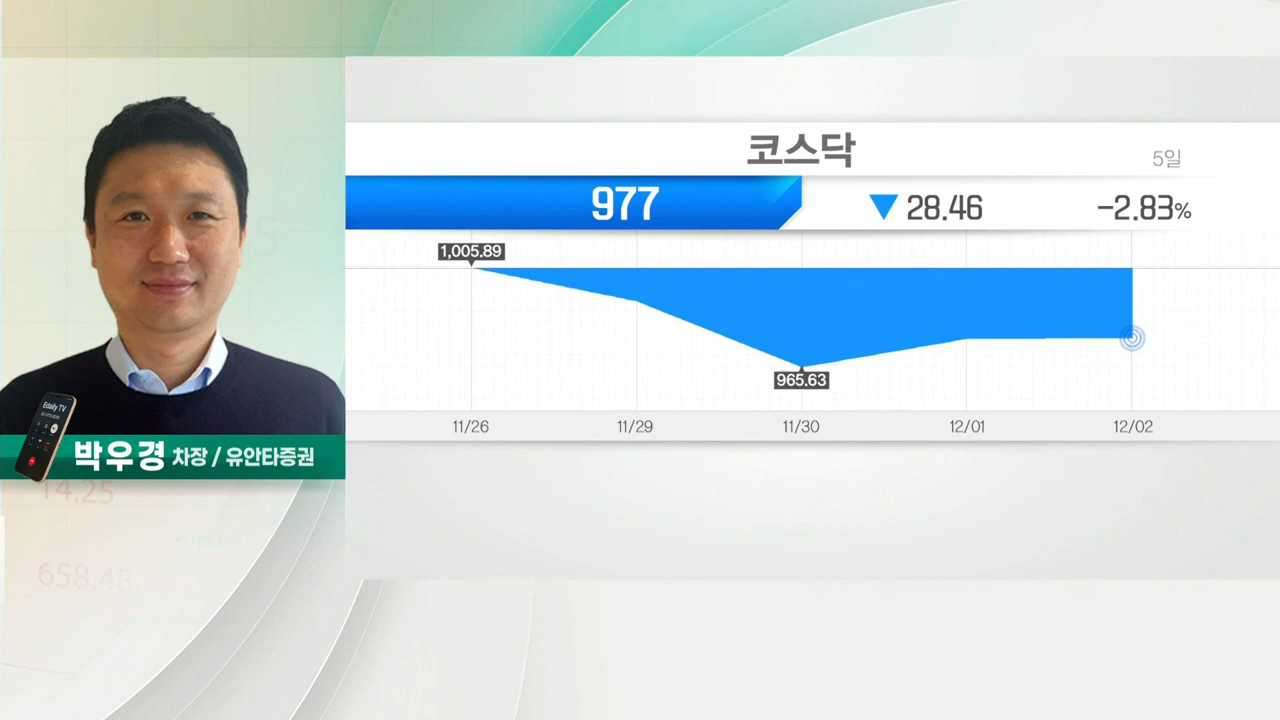 코스닥
5일
977 ▼ 28.46 -2.83%
1,005.89
965.63
11/26 11/29 11/30 12/01 12/02
Edaily TV
박우경 차장 / 유안타증권
14.25
658.48